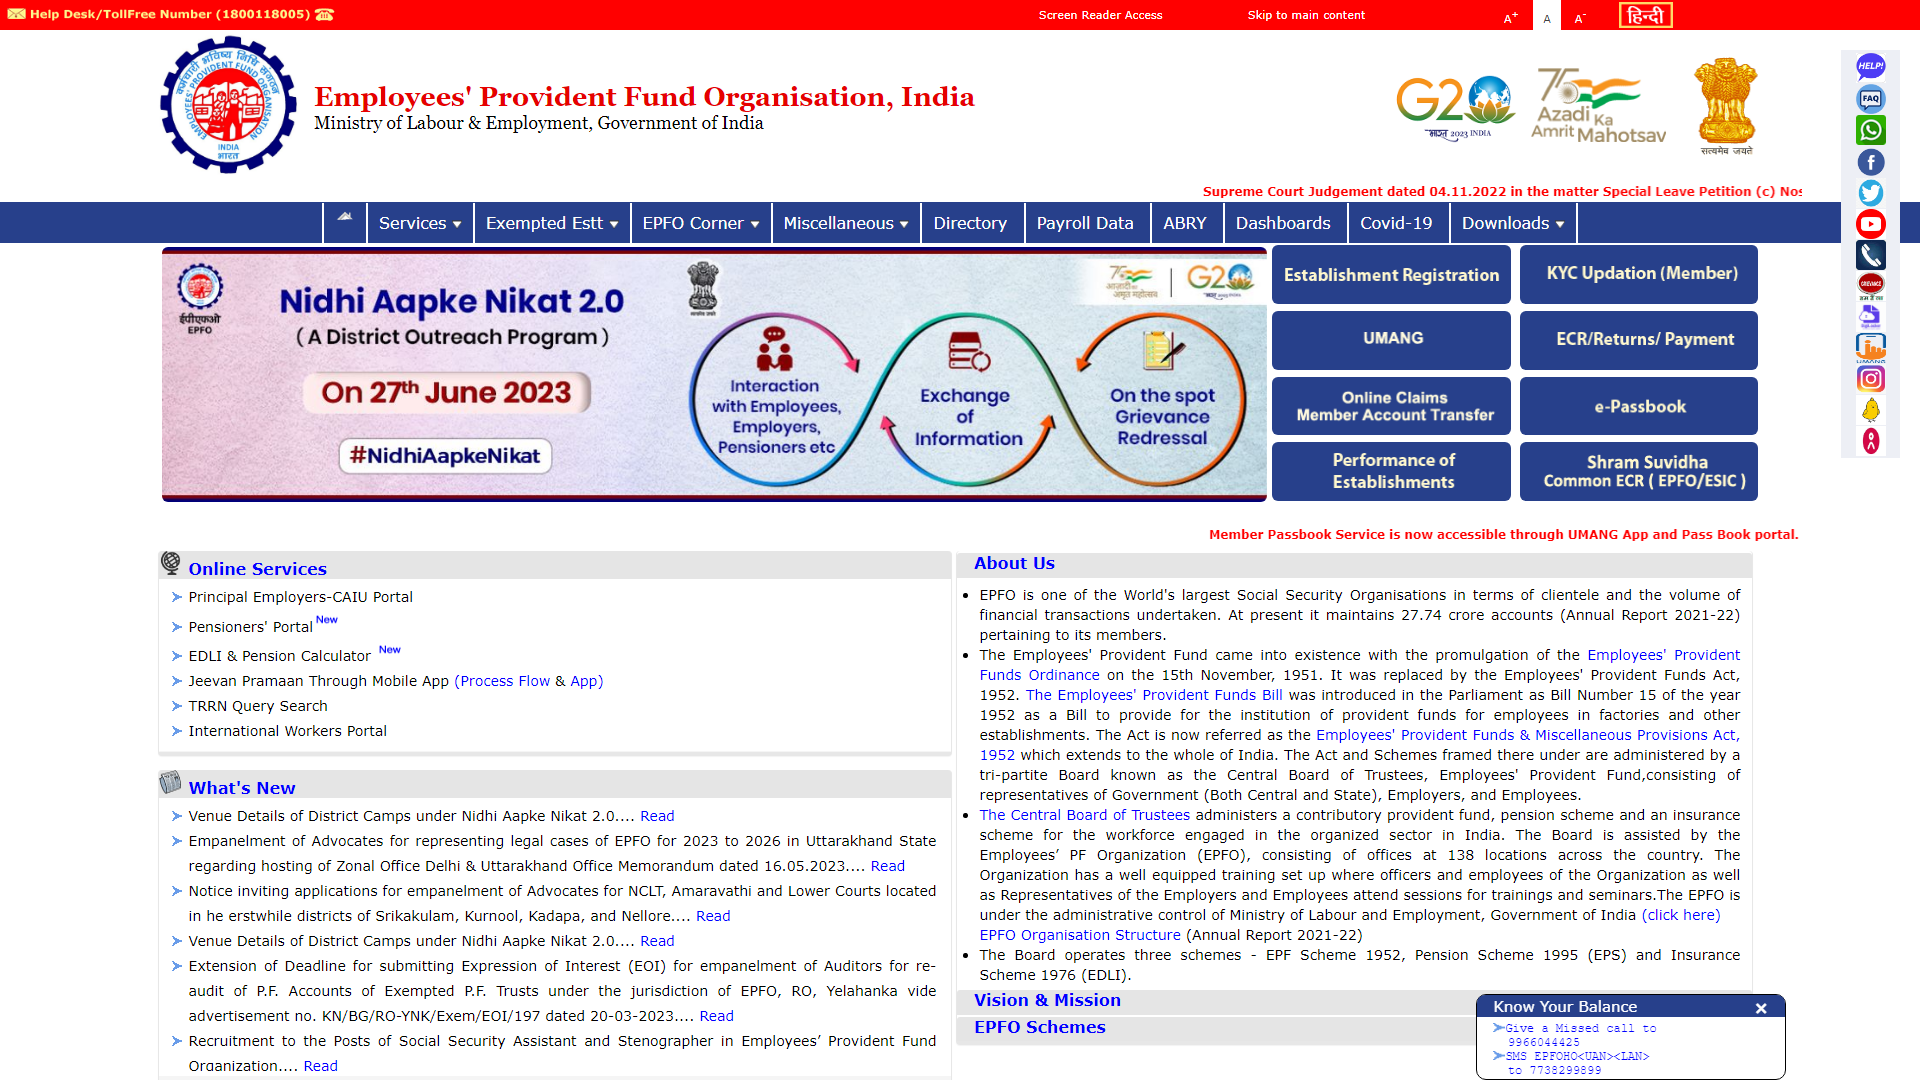 Help Desk/TollFree Number (1800118005)
Screen Reader Access
Skip to main content
A+
A
A-
हिन्दी
EMPLOYEES' PROVIDENT FUND ORGANISATION
INDIA
भारत
Employees' Provident Fund Organisation, India
Ministry of Labour & Employment, Government of India
G20
भारत 2023 INDIA
75
Azadi Ka
Amrit Mahotsav
सत्यमेव जयते
HELP!
FAQ
Supreme Court Judgement dated 04.11.2022 in the matter Special Leave Petition (c) Nos
Services
Exempted Estt
EPFO Corner
Miscellaneous
Directory
Payroll Data
ABRY
Dashboards
Covid-19
Downloads
ईपीएफओ
EPFO
Nidhi Aapke Nikat 2.0
( A District Outreach Program )
On 27th June 2023
#NidhiAapkeNikat
75
आज़ादी का
अमृत महोत्सव
G20
Interaction
with Employees,
Employers,
Pensioners etc
Exchange
of
Information
On the spot
Grievance
Redressal
Establishment Registration
KYC Updation (Member)
UMANG
ECR/Returns/ Payment
Online Claims
Member Account Transfer
e-Passbook
Performance of
Establishments
Shram Suvidha
Common ECR ( EPFO/ESIC )
Member Passbook Service is now accessible through UMANG App and Pass Book portal.
Online Services
Principal Employers-CAIU Portal
Pensioners' Portal New
EDLI & Pension Calculator New
Jeevan Pramaan Through Mobile App (Process Flow & App)
TRRN Query Search
International Workers Portal
What's New
Venue Details of District Camps under Nidhi Aapke Nikat 2.0.... Read
Empanelment of Advocates for representing legal cases of EPFO for 2023 to 2026 in Uttarakhand State
regarding hosting of Zonal Office Delhi & Uttarakhand Office Memorandum dated 16.05.2023.... Read
Notice inviting applications for empanelment of Advocates for NCLT, Amaravathi and Lower Courts located
in he erstwhile districts of Srikakulam, Kurnool, Kadapa, and Nellore.... Read
Venue Details of District Camps under Nidhi Aapke Nikat 2.0.... Read
Extension of Deadline for submitting Expression of Interest (EOI) for empanelment of Auditors for re-
audit of P.F. Accounts of Exempted P.F. Trusts under the jurisdiction of EPFO, RO, Yelahanka vide
advertisement no. KN/BG/RO-YNK/Exem/EOI/197 dated 20-03-2023.... Read
Recruitment to the Posts of Social Security Assistant and Stenographer in Employees’ Provident Fund
Organization.... Read
About Us
EPFO is one of the World's largest Social Security Organisations in terms of clientele and the volume of
financial transactions undertaken. At present it maintains 27.74 crore accounts (Annual Report 2021-22)
pertaining to its members.
The Employees' Provident Fund came into existence with the promulgation of the Employees' Provident
Funds Ordinance on the 15th November, 1951. It was replaced by the Employees' Provident Funds Act,
1952. The Employees' Provident Funds Bill was introduced in the Parliament as Bill Number 15 of the year
1952 as a Bill to provide for the institution of provident funds for employees in factories and other
establishments. The Act is now referred as the Employees' Provident Funds & Miscellaneous Provisions Act,
1952 which extends to the whole of India. The Act and Schemes framed there under are administered by a
tri-partite Board known as the Central Board of Trustees, Employees' Provident Fund,consisting of
representatives of Government (Both Central and State), Employers, and Employees.
The Central Board of Trustees administers a contributory provident fund, pension scheme and an insurance
scheme for the workforce engaged in the organized sector in India. The Board is assisted by the
Employees’ PF Organization (EPFO), consisting of offices at 138 locations across the country. The
Organization has a well equipped training set up where officers and employees of the Organization as well
as Representatives of the Employers and Employees attend sessions for trainings and seminars.The EPFO is
under the administrative control of Ministry of Labour and Employment, Government of India (click here)
EPFO Organisation Structure (Annual Report 2021-22)
The Board operates three schemes - EPF Scheme 1952, Pension Scheme 1995 (EPS) and Insurance
Scheme 1976 (EDLI).
Vision & Mission
EPFO Schemes
Know Your Balance
Give a Missed call to
9966044425
SMS EPFOHO<UAN><LAN>
to 7738299899